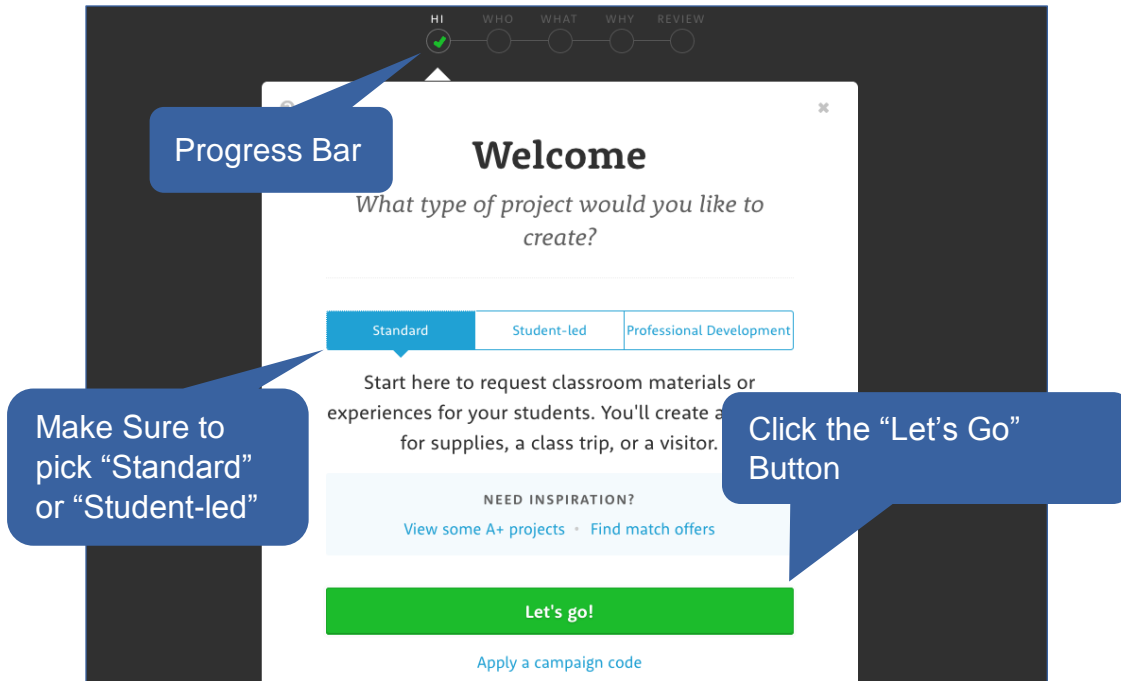 HI WHO WHAT WHY REVIEW
Progress Bar
Welcome
What type of project would you like to
create?
Standard Student-led Professional Development
Make Sure to
pick “Standard”
or “Student-led”
Start here to request classroom materials or
experiences for your students. You'll create a
for supplies, a class trip, or a visitor.
Click the “Let’s Go”
Button
NEED INSPIRATION?
View some A+ projects • Find match offers
Let's go!
Apply a campaign code